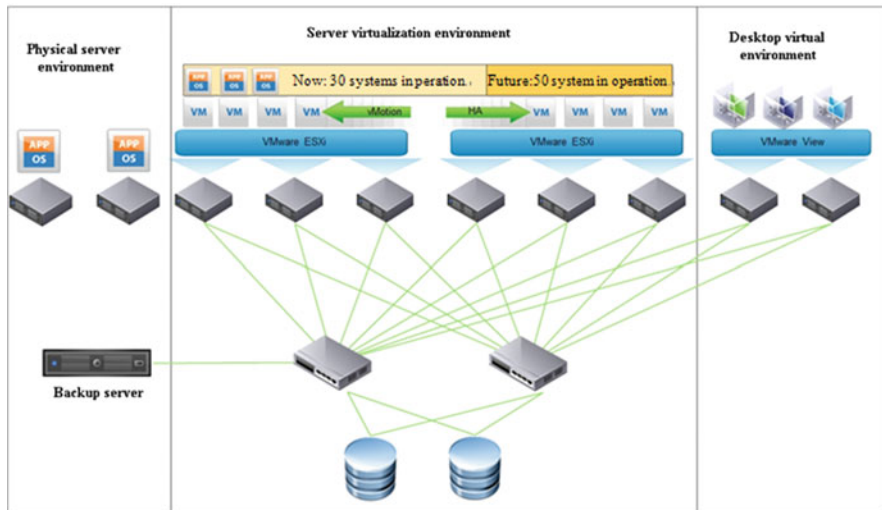 Physical server
environment
Server virtualization environment
Desktop virtual
environment
APP
OS
APP
OS
APP
OS
APP
OS
APP
OS
Now: 30 systems inperation.
Future:50 system in operation.
VM
VM
VM
VM
vMotion
HA
VM
VM
VM
VM
VMware ESXi
VMware ESXi
VMware View
Backup server